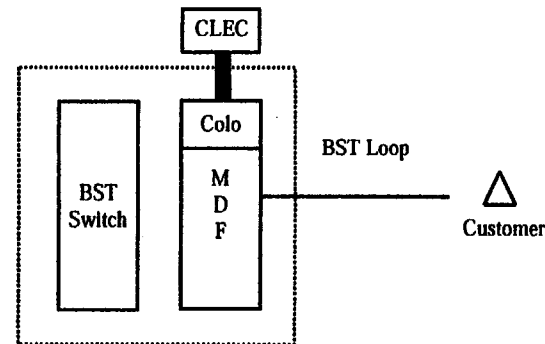 CLEC
Colo
BST Loop
BST
Switch
M
D
F
Customer